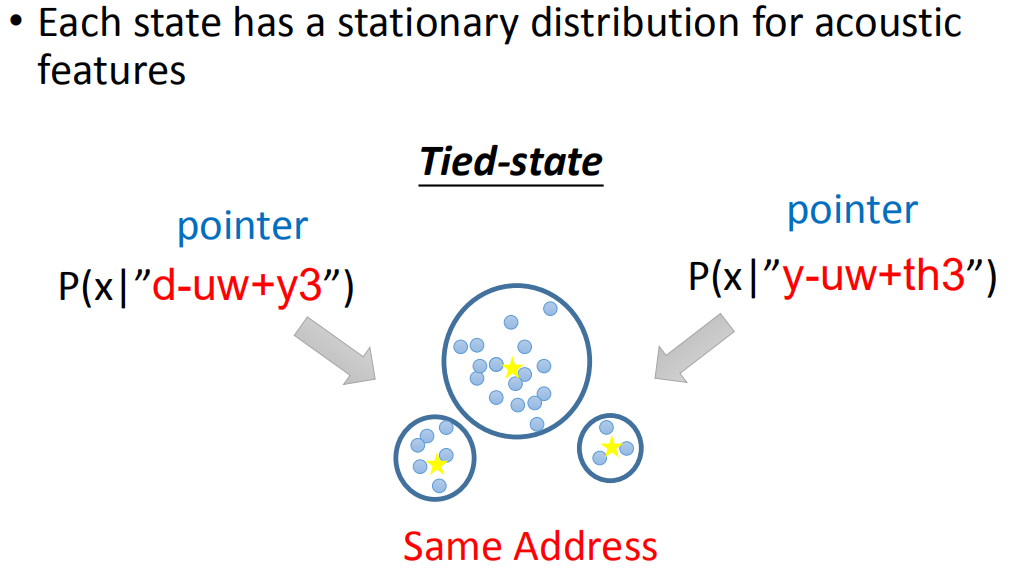 • Each state has a stationary distribution for acoustic
features
Tied-state
pointer
pointer
P(x|”d-uw+y3”)
P(x|”y-uw+th3”)
Same Address